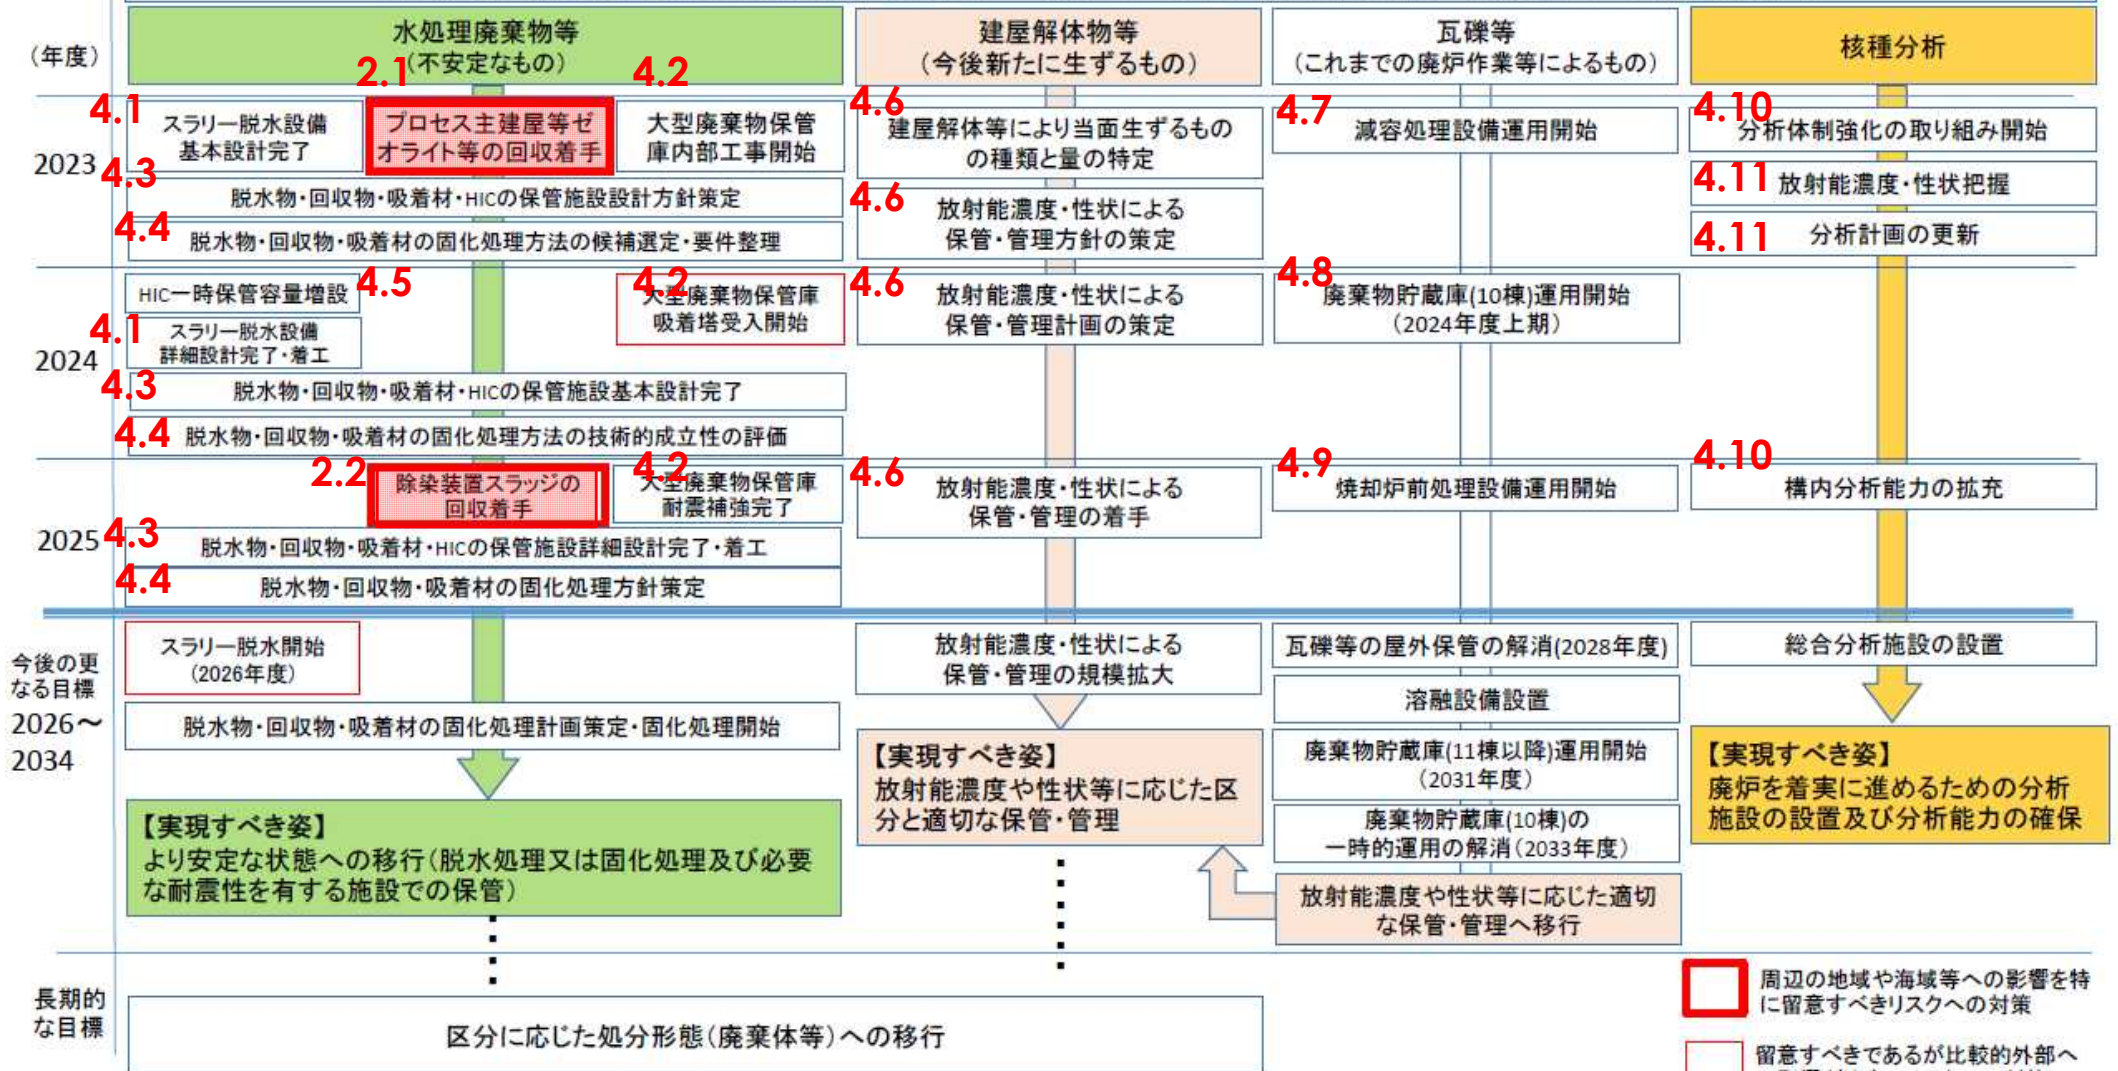 (年度)
水処理廃棄物等
(不安定なもの)
建屋解体物等
(今後新たに生ずるもの)
瓦礫等
(これまでの廃炉作業等によるもの)
核種分析
2023
4.1
スラリー脱水設備
基本設計完了
2.1
プロセス主建屋等ゼ
オライト等の回収着手
4.2
大型廃棄物保管
庫内部工事開始
4.3
脱水物・回収物・吸着材・HICの保管施設設計方針策定
4.4
脱水物・回収物・吸着材の固化処理方法の候補選定・要件整理
4.6
建屋解体等により当面生ずるもの
の種類と量の特定
4.6
放射能濃度・性状による
保管・管理方針の策定
4.7
減容処理設備運用開始
4.10
分析体制強化の取り組み開始
4.11
放射能濃度・性状把握
4.11
分析計画の更新
2024
HIC一時保管容量増設
4.5
4.1
スラリー脱水設備
詳細設計完了・着工
4.2
大型廃棄物保管庫
吸着塔受入開始
4.3
脱水物・回収物・吸着材・HICの保管施設基本設計完了
4.4
脱水物・回収物・吸着材の固化処理方法の技術的成立性の評価
4.6
放射能濃度・性状による
保管・管理計画の策定
4.8
廃棄物貯蔵庫(10棟)運用開始
(2024年度上期)
2025
2.2
除染装置スラッジの
回収着手
4.2
大型廃棄物保管庫
耐震補強完了
4.3
脱水物・回収物・吸着材・HICの保管施設詳細設計完了・着工
4.4
脱水物・回収物・吸着材の固化処理方針策定
4.6
放射能濃度・性状による
保管・管理の着手
4.9
焼却炉前処理設備運用開始
4.10
構内分析能力の拡充
今後の更
なる目標
2026～
2034
スラリー脱水開始
(2026年度)
脱水物・回収物・吸着材の固化処理計画策定・固化処理開始
【実現すべき姿】
より安定な状態への移行(脱水処理又は固化処理及び必要
な耐震性を有する施設での保管)
放射能濃度・性状による
保管・管理の規模拡大
【実現すべき姿】
放射能濃度や性状等に応じた区
分と適切な保管・管理
瓦礫等の屋外保管の解消(2028年度)
溶融設備設置
廃棄物貯蔵庫(11棟以降)運用開始
(2031年度)
廃棄物貯蔵庫(10棟)の
一時的運用の解消(2033年度)
放射能濃度や性状等に応じた適切
な保管・管理へ移行
総合分析施設の設置
【実現すべき姿】
廃炉を着実に進めるための分析
施設の設置及び分析能力の確保
長期的
な目標
区分に応じた処分形態(廃棄体等)への移行
周辺の地域や海域等への影響を特
に留意すべきリスクへの対策
留意すべきであるが比較的外部へ